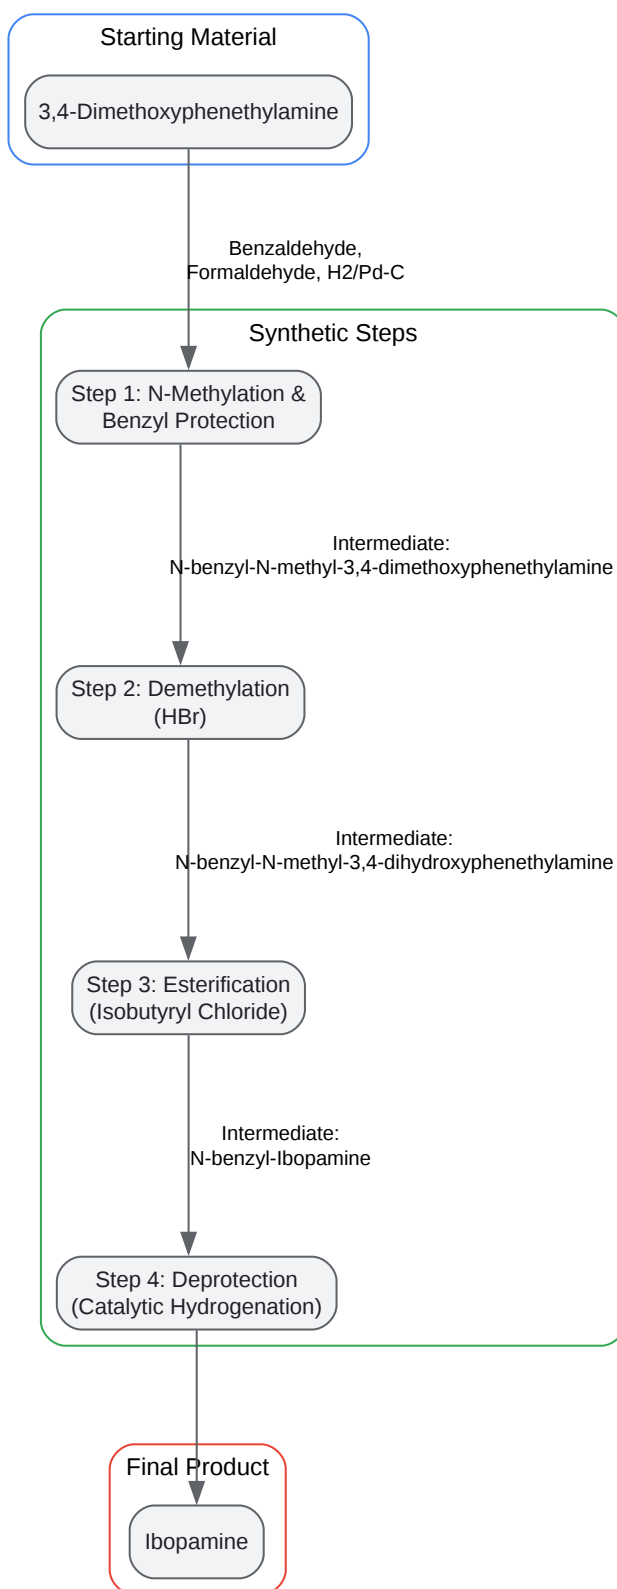 Starting Material
3,4-Dimethoxyphenethylamine
Benzaldehyde,
Formaldehyde, H2/Pd-C
Synthetic Steps
Step 1: N-Methylation &
Benzyl Protection
Intermediate:
N-benzyl-N-methyl-3,4-dimethoxyphenethylamine
Step 2: Demethylation
(HBr)
Intermediate:
N-benzyl-N-methyl-3,4-dihydroxyphenethylamine
Step 3: Esterification
(Isobutyryl Chloride)
Intermediate:
N-benzyl-Ibopamine
Step 4: Deprotection
(Catalytic Hydrogenation)
Final Product
Ibopamine